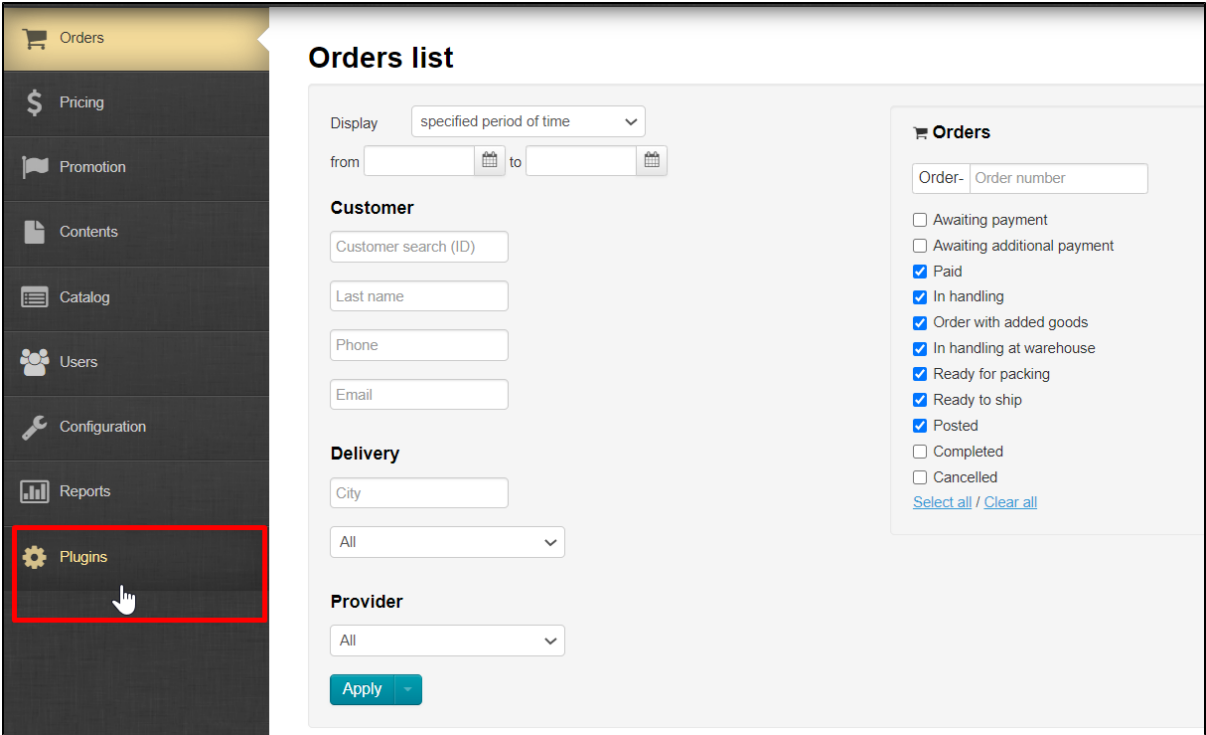 Orders
Pricing
Promotion
Contents
Catalog
Users
Configuration
Reports
Plugins
Orders list
Display specified period of time
from to
Customer
Customer search (ID)
Last name
Phone
Email
Delivery
City
All
Provider
All
Apply
Orders
Order- Order number
Awaiting payment
Awaiting additional payment
Paid
In handling
Order with added goods
In handling at warehouse
Ready for packing
Ready to ship
Posted
Completed
Cancelled
Select all / Clear all